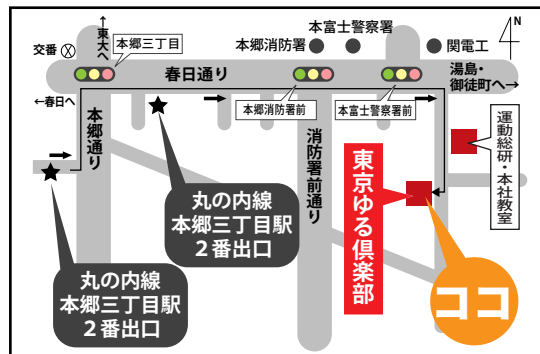 ↑東大へ
本郷三丁目
交番
本郷消防署
本富士警察署
関電工
N
春日通り
湯島・
御徒町へ→
←春日へ
本郷通り
本郷消防署前
本富士警察署前
消防署前通り
運動総研・本社教室
丸の内線
本郷三丁目駅
２番出口
丸の内線
本郷三丁目駅
２番出口
東京ゆる倶楽部
ココ